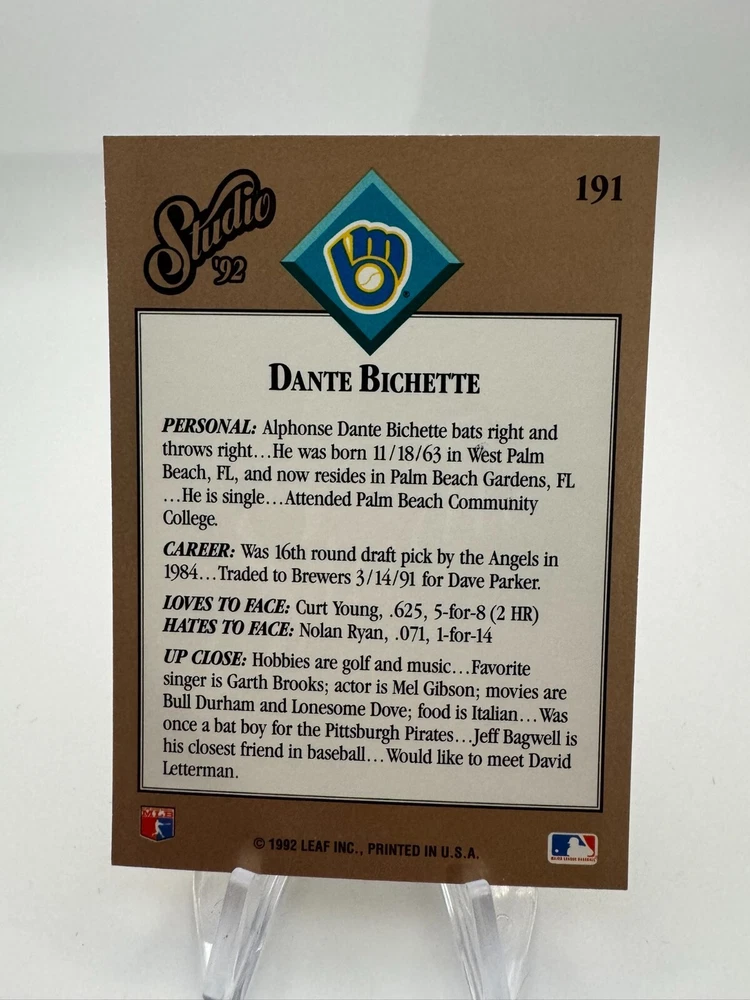 Studio
'92
191
m
®
DANTE BICHETTE
PERSONAL: Alphonse Dante Bichette bats right and
throws right...He was born 11/18/63 in West Palm
Beach, FL, and now resides in Palm Beach Gardens, FL
...He is single...Attended Palm Beach Community
College.
CAREER: Was 16th round draft pick by the Angels in
1984...Traded to Brewers 3/14/91 for Dave Parker.
LOVES TO FACE: Curt Young, .625, 5-for-8 (2 HR)
HATES TO FACE: Nolan Ryan, .071, 1-for-14
UP CLOSE: Hobbies are golf and music...Favorite
singer is Garth Brooks; actor is Mel Gibson; movies are
Bull Durham and Lonesome Dove; food is Italian...Was
once a bat boy for the Pittsburgh Pirates...Jeff Bagwell is
his closest friend in baseball...Would like to meet David
Letterman.
MLB
© 1992 LEAF INC., PRINTED IN U.S.A.
MAJOR LEAGUE BASEBALL